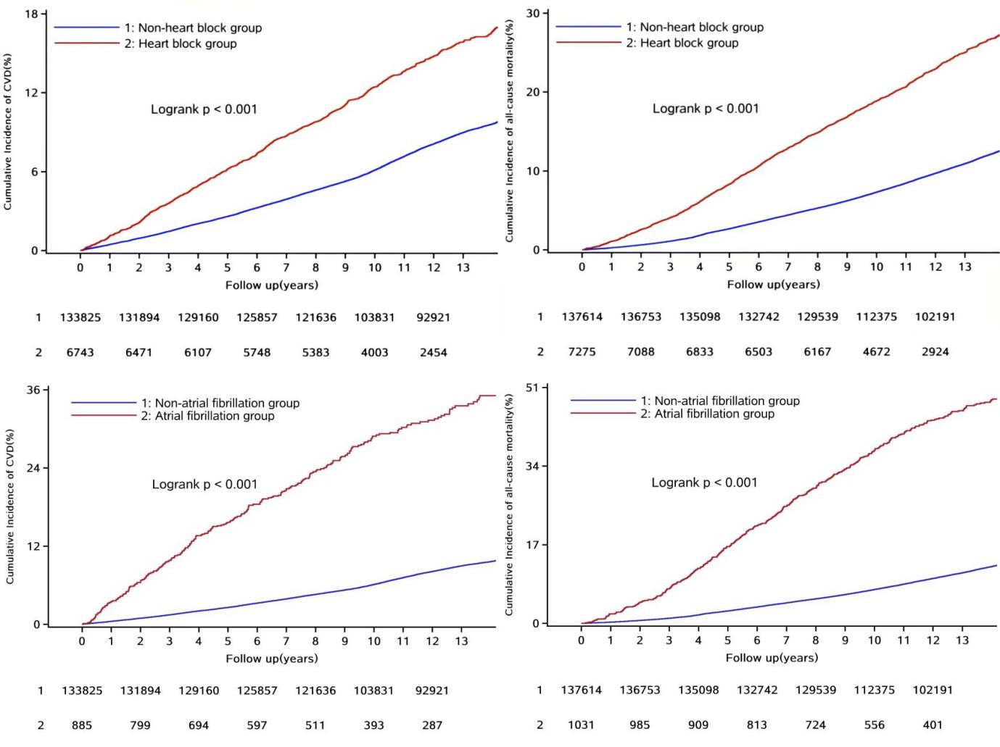 Cumulative Incidence of CVD(%)
18
12
6
0
1: Non-heart block group
2: Heart block group
Logrank p < 0.001
0 1 2 3 4 5 6 7 8 9 10 11 12 13
Follow up(years)
1 133825 131894 129160 125857 121636 103831 92921
2 6743 6471 6107 5748 5383 4003 2454
Cumulative Incidence of all-cause mortality(%)
30
20
10
0
1: Non-heart block group
2: Heart block group
Logrank p < 0.001
0 1 2 3 4 5 6 7 8 9 10 11 12 13
Follow up(years)
1 137614 136753 135098 132742 129539 112375 102191
2 7275 7088 6833 6503 6167 4672 2924
Cumulative Incidence of CVD(%)
36
24
12
0
1: Non-atrial fibrillation group
2: Atrial fibrillation group
Logrank p < 0.001
0 1 2 3 4 5 6 7 8 9 10 11 12 13
Follow up(years)
1 133825 131894 129160 125857 121636 103831 92921
2 885 799 694 597 511 393 287
Cumulative Incidence of all-cause mortality(%)
51
34
17
0
1: Non-atrial fibrillation group
2: Atrial fibrillation group
Logrank p < 0.001
0 1 2 3 4 5 6 7 8 9 10 11 12 13
Follow up(years)
1 137614 136753 135098 132742 129539 112375 102191
2 1031 985 909 813 724 556 401